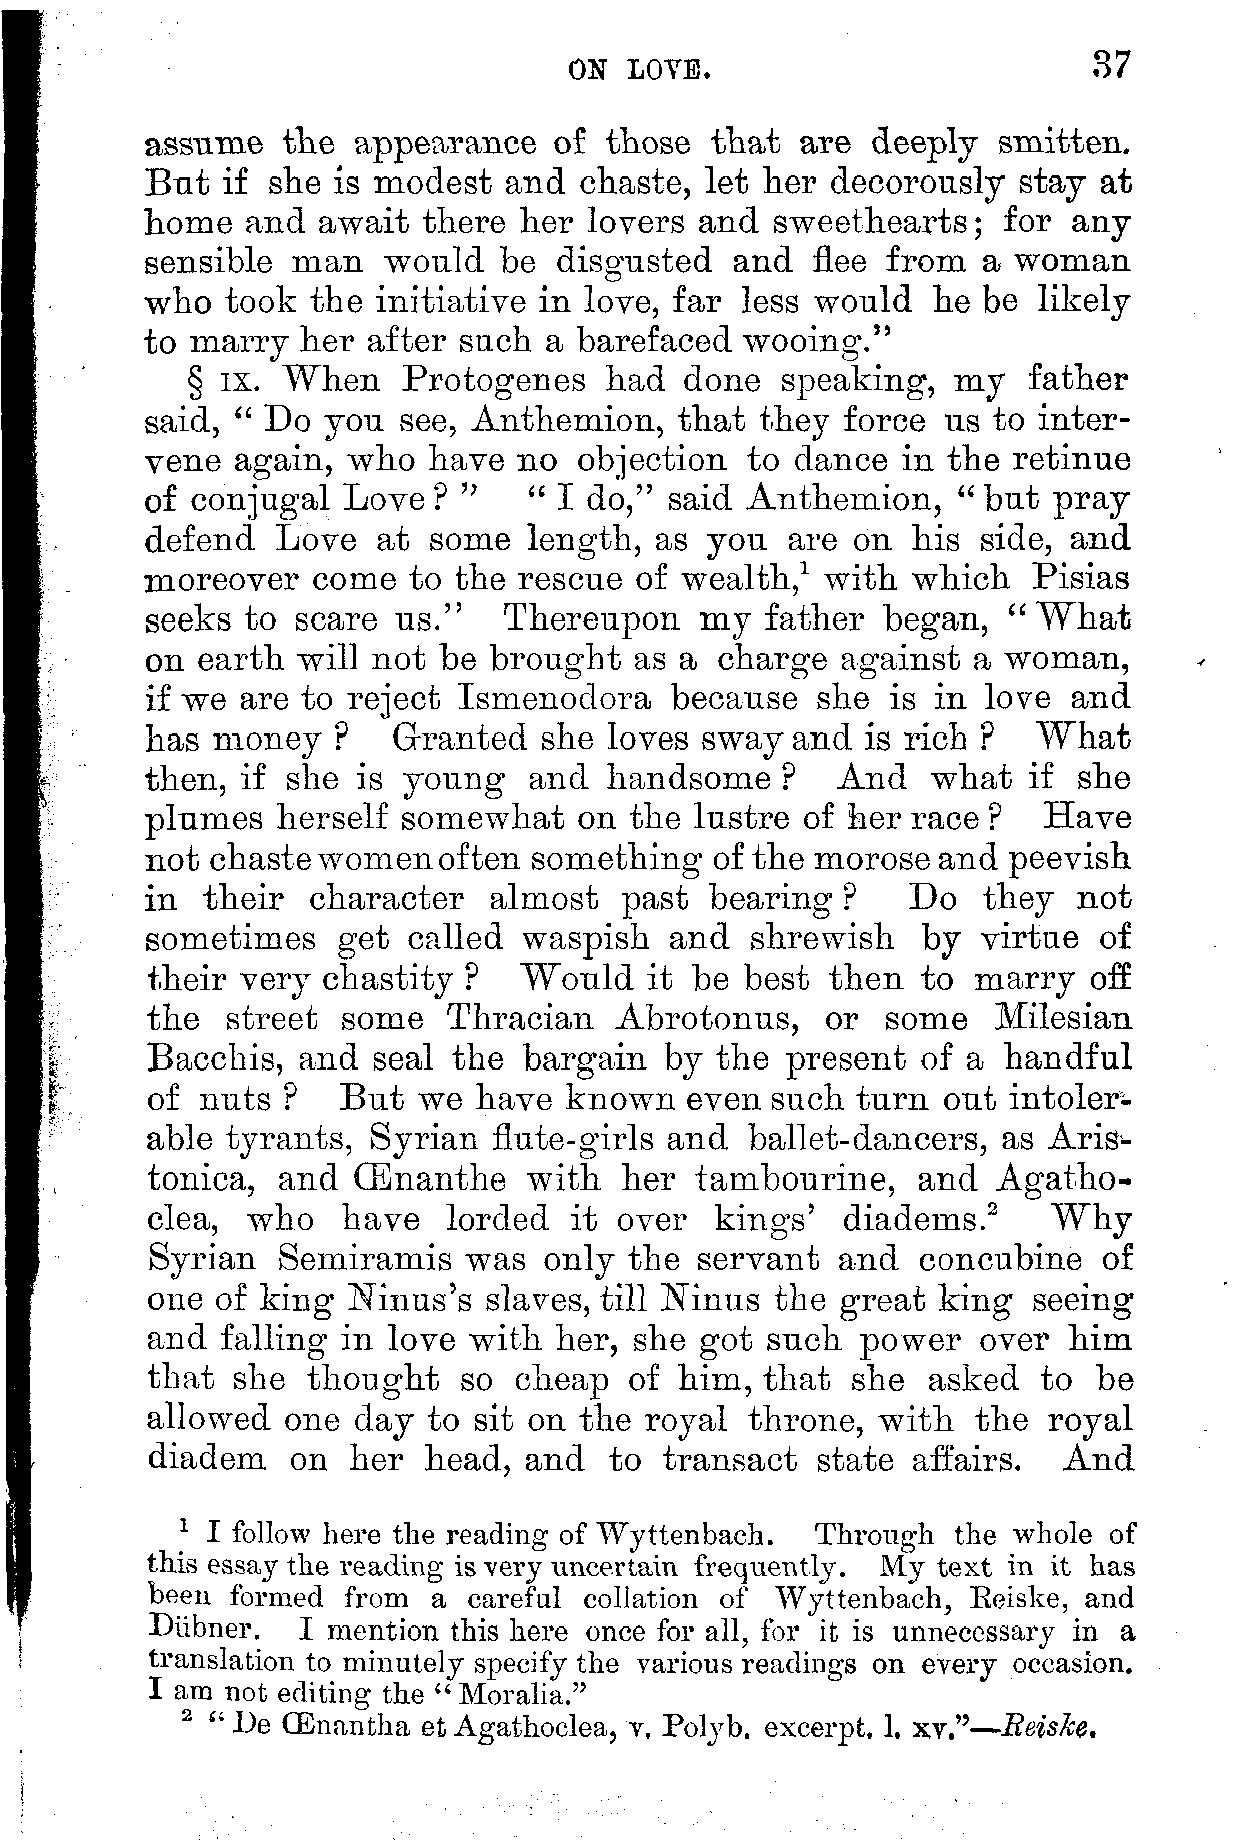 ON LOVE. 37
assume the appearance of those that are deeply smitten.
But if she is modest and chaste, let her decorously stay at
home and await there her lovers and sweethearts; for any
sensible man would be disgusted and flee from a woman
who took the initiative in love, far less would he be likely
to marry her after such a barefaced wooing.”
§ IX. When Protogenes had done speaking, my father
said, “ Do you see, Anthemion, that they force us to inter-
vene again, who have no objection to dance in the retinue
of conjugal Love ? ” “ I do,” said Anthemion, “ but pray
defend Love at some length, as you are on his side, and
moreover come to the rescue of wealth,¹ with which Pisias
seeks to scare us.” Thereupon my father began, “ What
on earth will not be brought as a charge against a woman,
if we are to reject Ismenodora because she is in love and
has money ? Granted she loves sway and is rich ? What
then, if she is young and handsome ? And what if she
plumes herself somewhat on the lustre of her race ? Have
not chaste women often something of the morose and peevish
in their character almost past bearing ? Do they not
sometimes get called waspish and shrewish by virtue of
their very chastity ? Would it be best then to marry off
the street some Thracian Abrotonus, or some Milesian
Bacchis, and seal the bargain by the present of a handful
of nuts ? But we have known even such turn out intoler-
able tyrants, Syrian flute-girls and ballet-dancers, as Aris-
tonica, and Œnanthe with her tambourine, and Agatho-
clea, who have lorded it over kings’ diadems.² Why
Syrian Semiramis was only the servant and concubine of
one of king Ninus’s slaves, till Ninus the great king seeing
and falling in love with her, she got such power over him
that she thought so cheap of him, that she asked to be
allowed one day to sit on the royal throne, with the royal
diadem on her head, and to transact state affairs. And
¹ I follow here the reading of Wyttenbach. Through the whole of
this essay the reading is very uncertain frequently. My text in it has
been formed from a careful collation of Wyttenbach, Reiske, and
Dübner. I mention this here once for all, for it is unnecessary in a
translation to minutely specify the various readings on every occasion.
I am not editing the “ Moralia.”
² “ De Œnantha et Agathoclea, v. Polyb. excerpt. l. xv.”—Reiske.